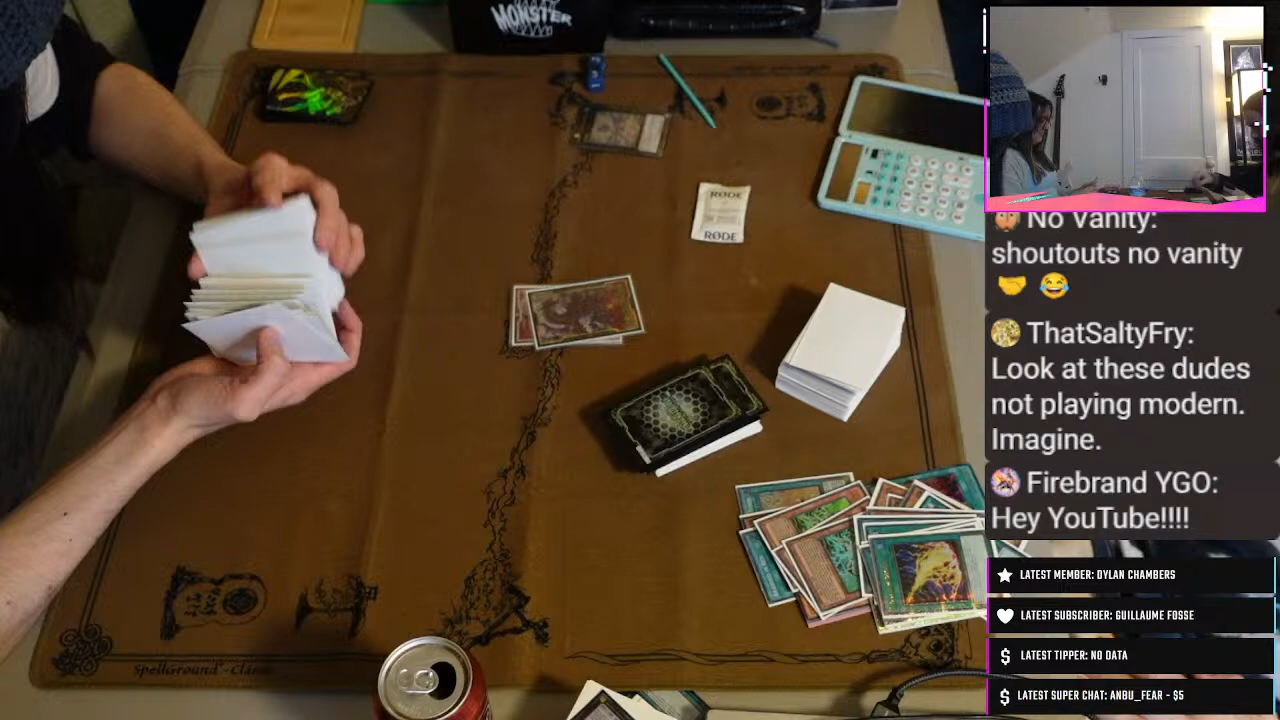 MONSTER
RØDE
RØDE
SpellGround - Classic
No Vanity:
shoutouts no vanity
🤝 😂
ThatSaltyFry:
Look at these dudes
not playing modern.
Imagine.
Firebrand YGO:
Hey YouTube!!!!
LATEST MEMBER: DYLAN CHAMBERS
LATEST SUBSCRIBER: GUILLAUME FOSSE
$ LATEST TIPPER: NO DATA
$ LATEST SUPER CHAT: ANBU_FEAR - $5